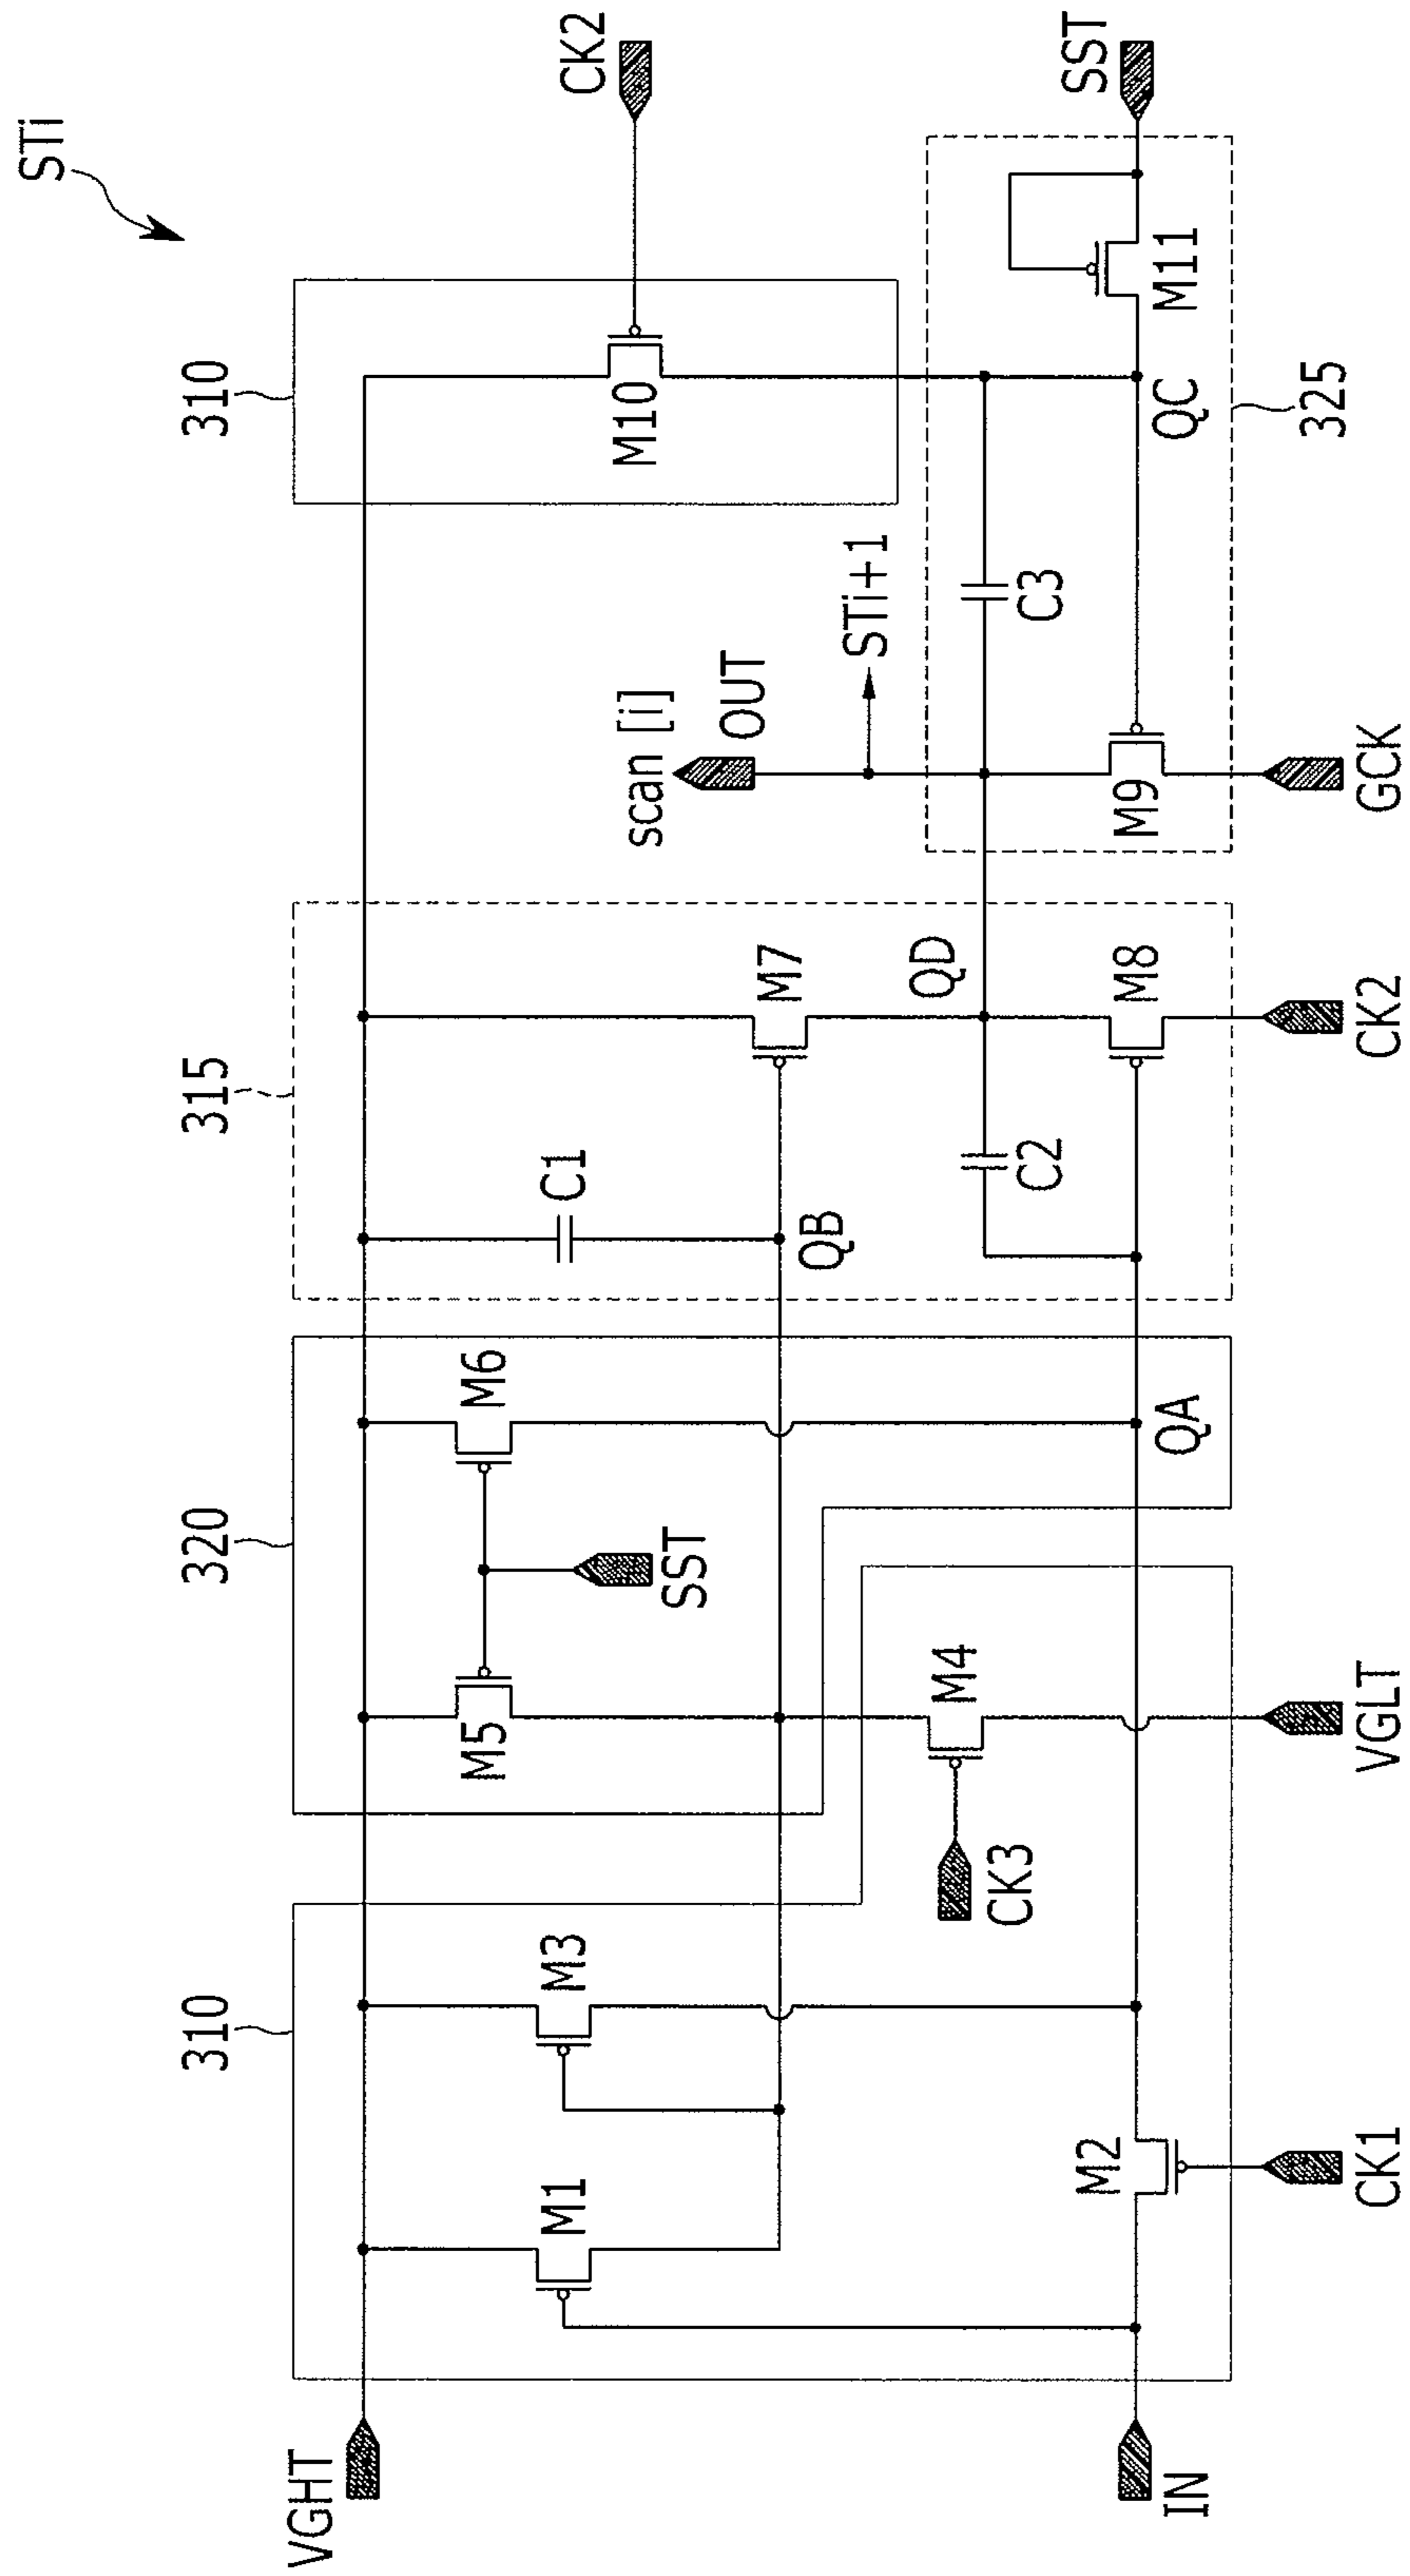 STi
310
320
315
310
VGHT
M1
M3
M5
M6
SST
C1
QB
M7
M10
CK2
scan [i]
OUT
STi+1
CK3
M4
C2
QD
C3
SST
IN
M2
QA
M8
M9
QC
M11
CK1
VGLT
CK2
GCK
325